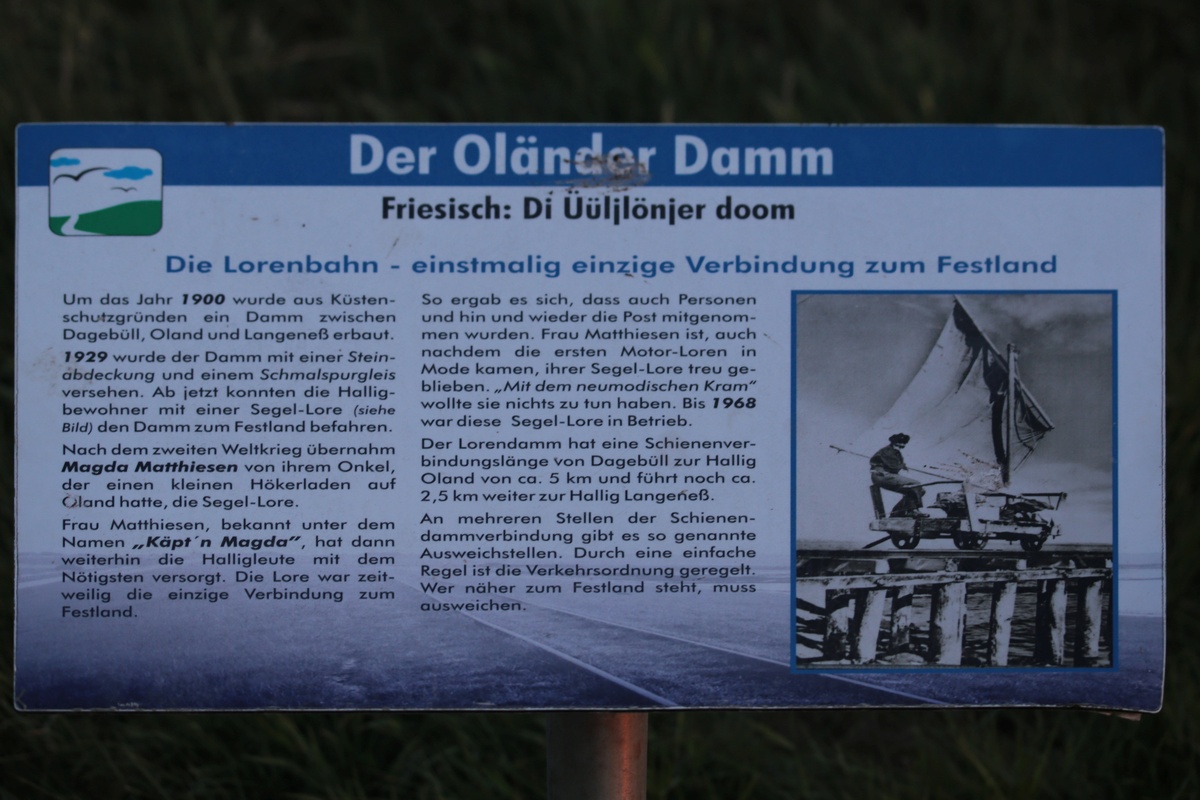 Der Oländer Damm
Friesisch: Di Üüljlönjer doom
Die Lorenbahn - einstmalig einzige Verbindung zum Festland
Um das Jahr 1900 wurde aus Küsten-
schutzgründen ein Damm zwischen
Dagebüll, Oland und Langeneß erbaut.
1929 wurde der Damm mit einer Stein-
abdeckung und einem Schmalspurgleis
versehen. Ab jetzt konnten die Hallig-
bewohner mit einer Segel-Lore (siehe
Bild) den Damm zum Festland befahren.
Nach dem zweiten Weltkrieg übernahm
Magda Matthiesen von ihrem Onkel,
der einen kleinen Hökerladen auf
Oland hatte, die Segel-Lore.
Frau Matthiesen, bekannt unter dem
Namen „Käpt´n Magda“, hat dann
weiterhin die Halligleute mit dem
Nötigsten versorgt. Die Lore war zeit-
weilig die einzige Verbindung zum
Festland.
So ergab es sich, dass auch Personen
und hin und wieder die Post mitgenom-
men wurden. Frau Matthiesen ist, auch
nachdem die ersten Motor-Loren in
Mode kamen, ihrer Segel-Lore treu ge-
blieben. „Mit dem neumodischen Kram“
wollte sie nichts zu tun haben. Bis 1968
war diese Segel-Lore in Betrieb.
Der Lorendamm hat eine Schienenver-
bindungslänge von Dagebüll zur Hallig
Oland von ca. 5 km und führt noch ca.
2,5 km weiter zur Hallig Langeneß.
An mehreren Stellen der Schienen-
dammverbindung gibt es so genannte
Ausweichstellen. Durch eine einfache
Regel ist die Verkehrsordnung geregelt.
Wer näher zum Festland steht, muss
ausweichen.